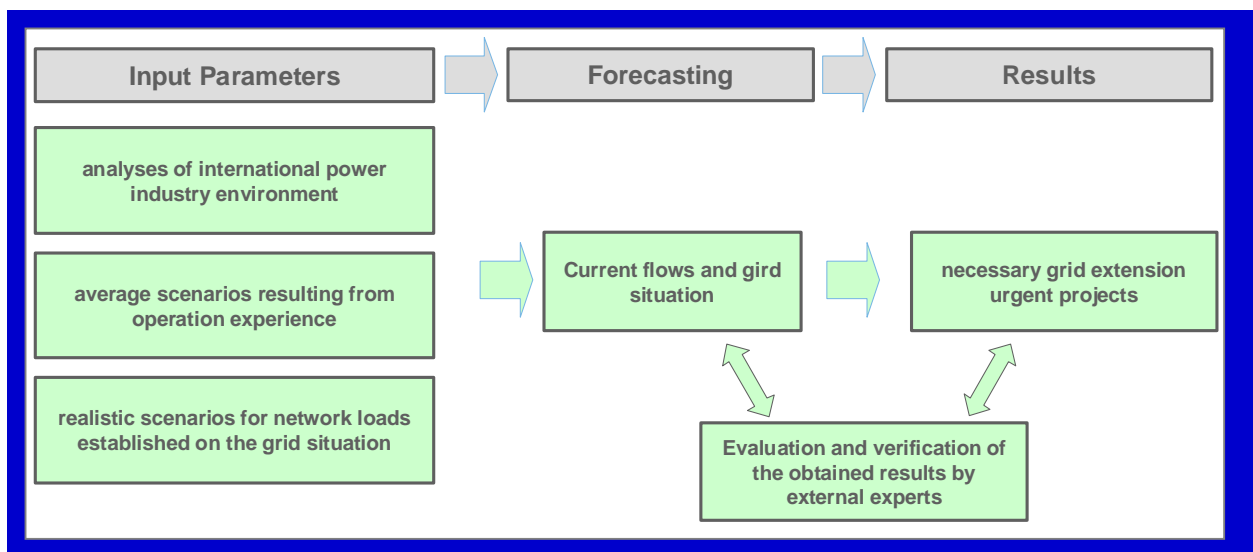 Input Parameters
Forecasting
Results
analyses of international power
industry environment
average scenarios resulting from
operation experience
realistic scenarios for network loads
established on the grid situation
Current flows and gird
situation
necessary grid extension
urgent projects
Evaluation and verification of
the obtained results by
external experts